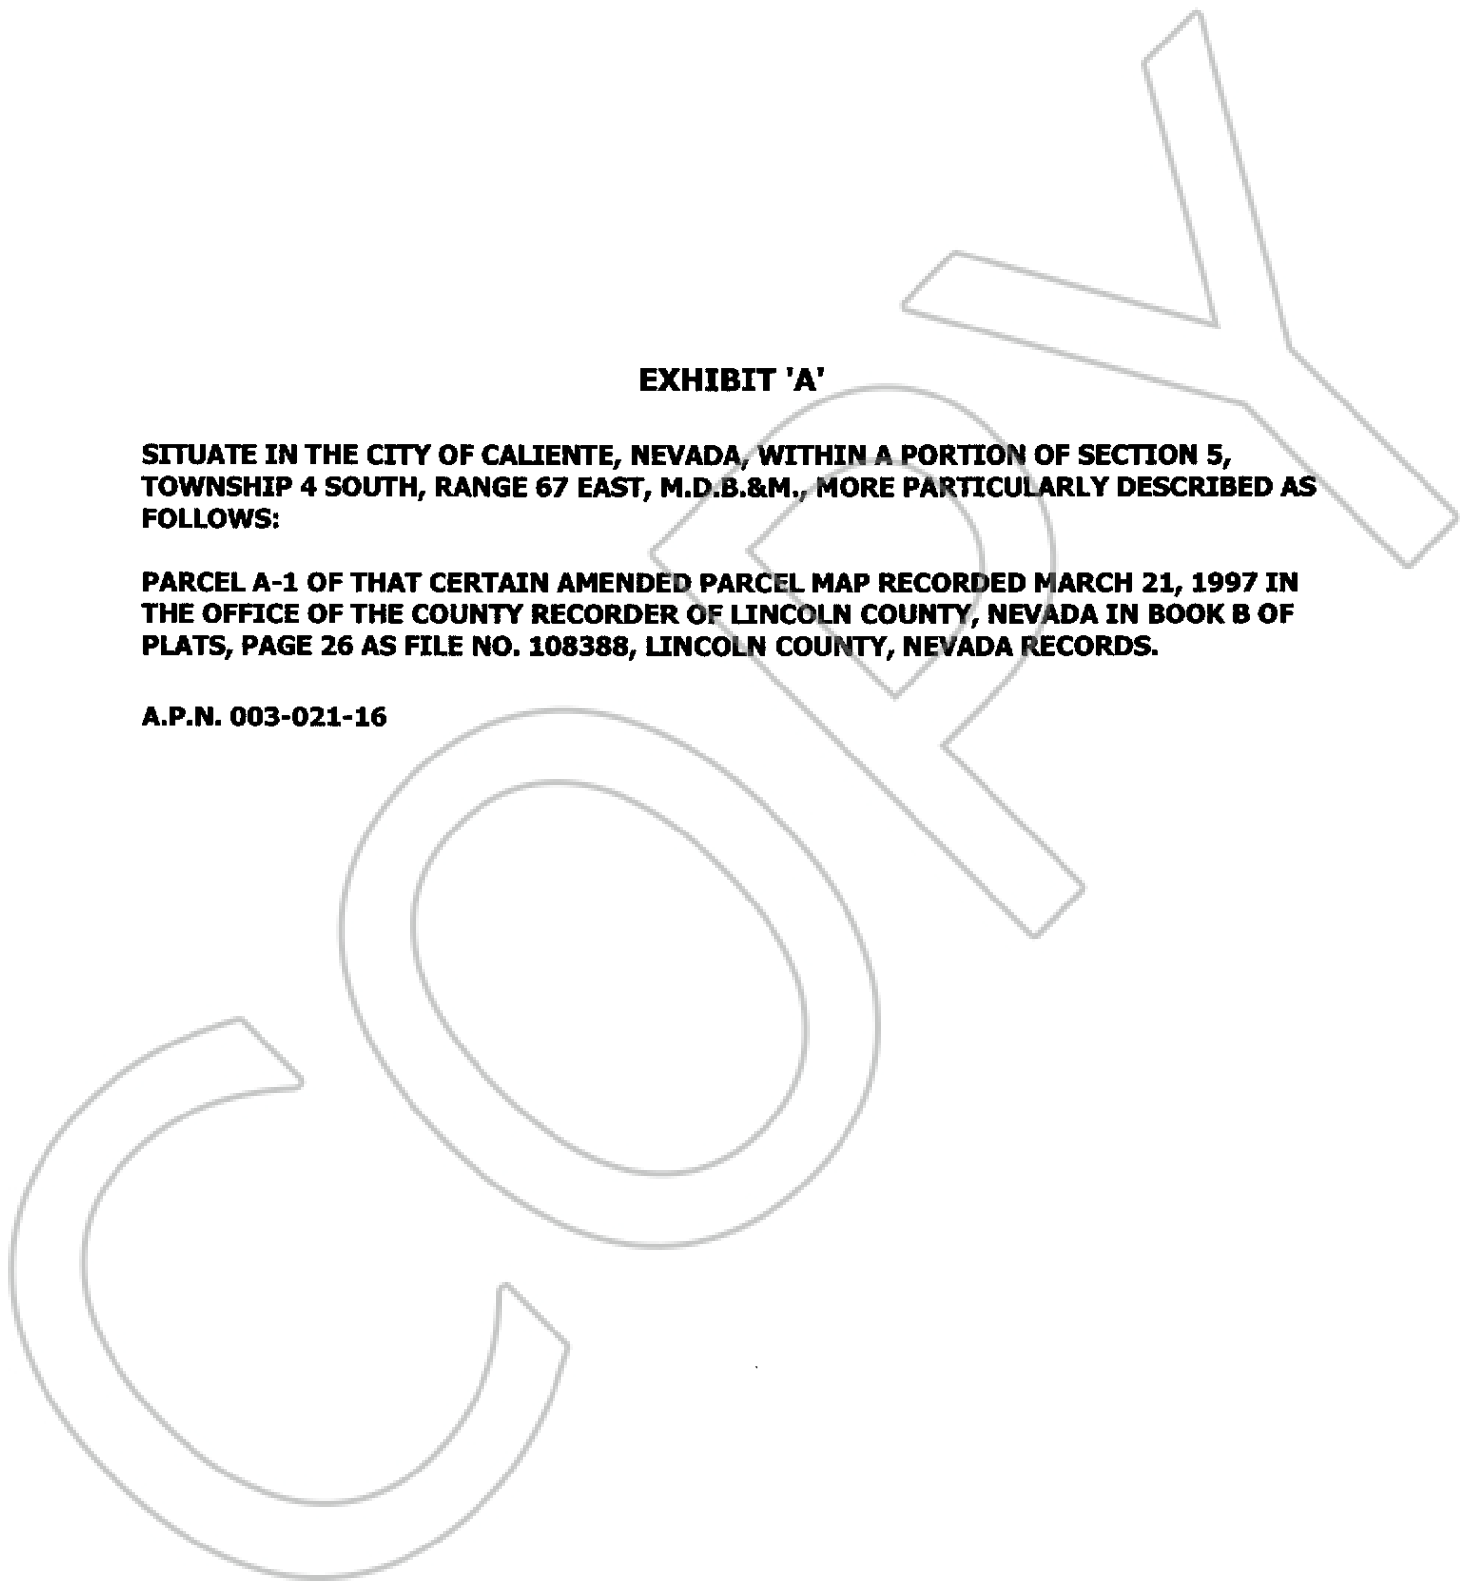 EXHIBIT 'A'
SITUATE IN THE CITY OF CALIENTE, NEVADA, WITHIN A PORTION OF SECTION 5,
TOWNSHIP 4 SOUTH, RANGE 67 EAST, M.D.B.&M., MORE PARTICULARLY DESCRIBED AS
FOLLOWS:
PARCEL A-1 OF THAT CERTAIN AMENDED PARCEL MAP RECORDED MARCH 21, 1997 IN
THE OFFICE OF THE COUNTY RECORDER OF LINCOLN COUNTY, NEVADA IN BOOK B OF
PLATS, PAGE 26 AS FILE NO. 108388, LINCOLN COUNTY, NEVADA RECORDS.
A.P.N. 003-021-16
COPY